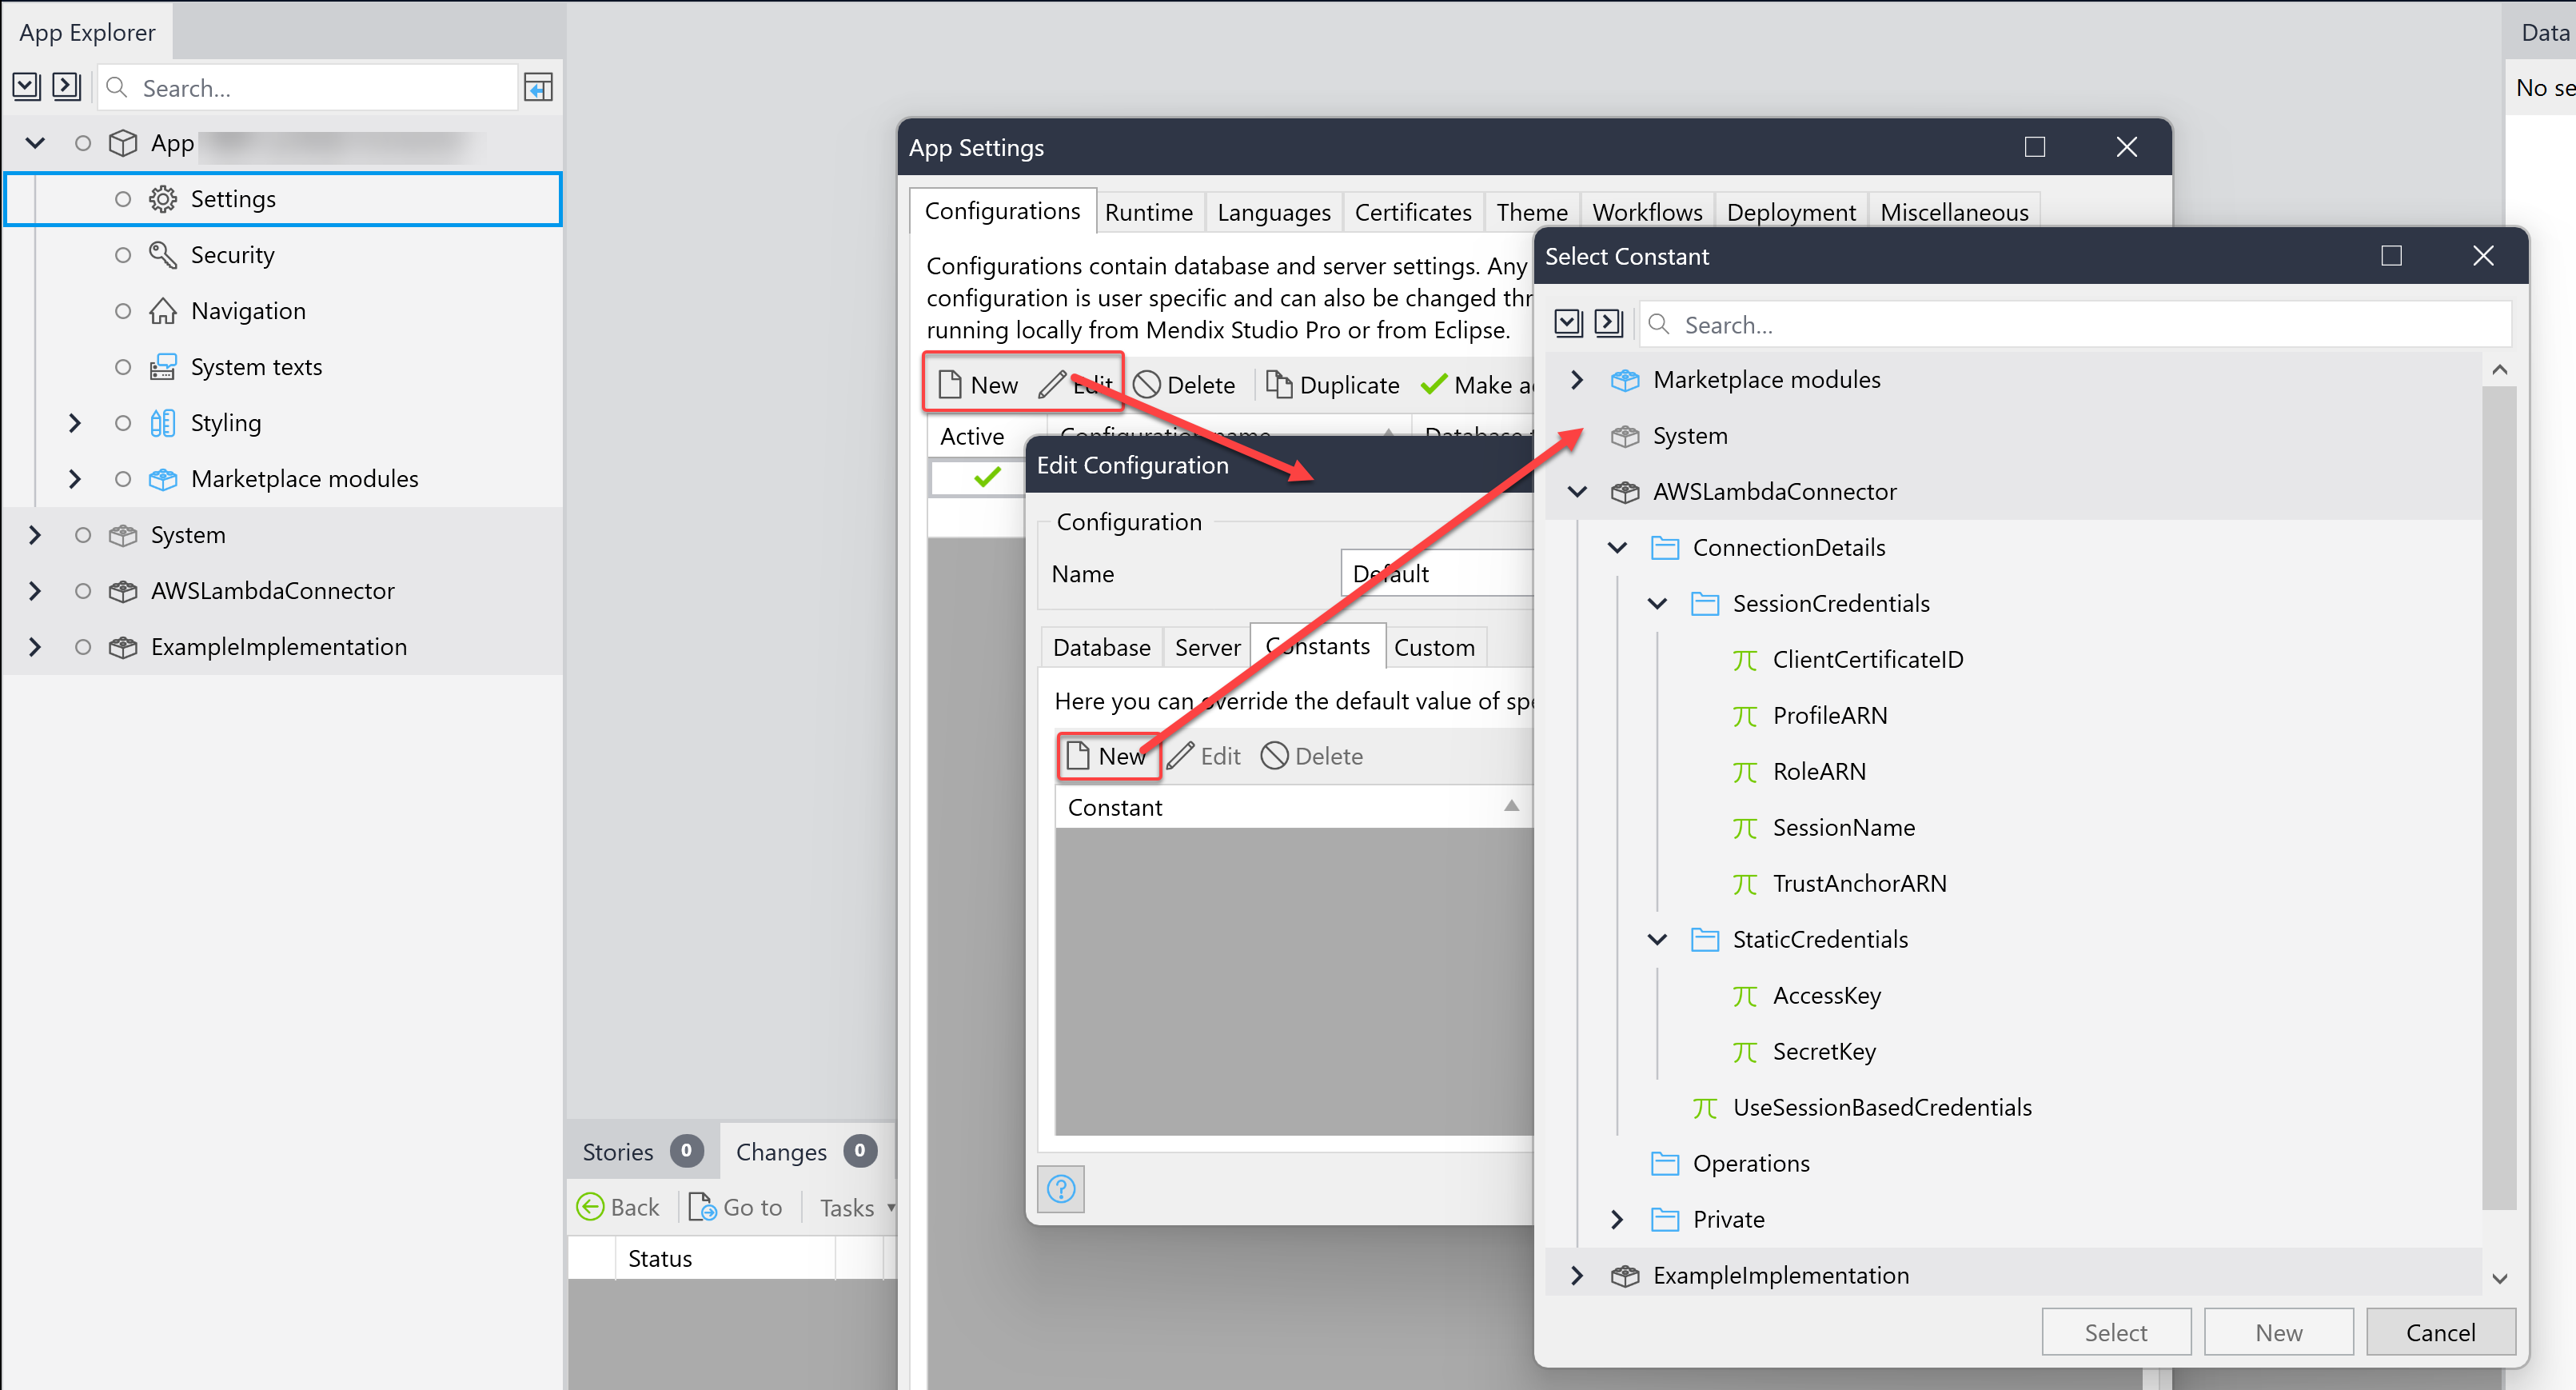 App Explorer
Search...
App
Settings
Security
Navigation
System texts
Styling
Marketplace modules
System
AWSLambdaConnector
ExampleImplementation
Stories 0 Changes 0
Back Go to Tasks
Status
App Settings
Configurations Runtime Languages Certificates Theme Workflows Deployment Miscellaneous
Configurations contain database and server settings. Any
configuration is user specific and can also be changed
running locally from Mendix Studio Pro or from Eclipse.
New Edit Delete Duplicate Make
Active Configuration name Database
Edit Configuration
Configuration
Name Default
Database Server Constants Custom
Here you can override the default value of
New Edit Delete
Constant
Select Constant
Search...
Marketplace modules
System
AWSLambdaConnector
ConnectionDetails
SessionCredentials
ClientCertificateID
ProfileARN
RoleARN
SessionName
TrustAnchorARN
StaticCredentials
AccessKey
SecretKey
UseSessionBasedCredentials
Operations
Private
ExampleImplementation
Select New Cancel
Data
No